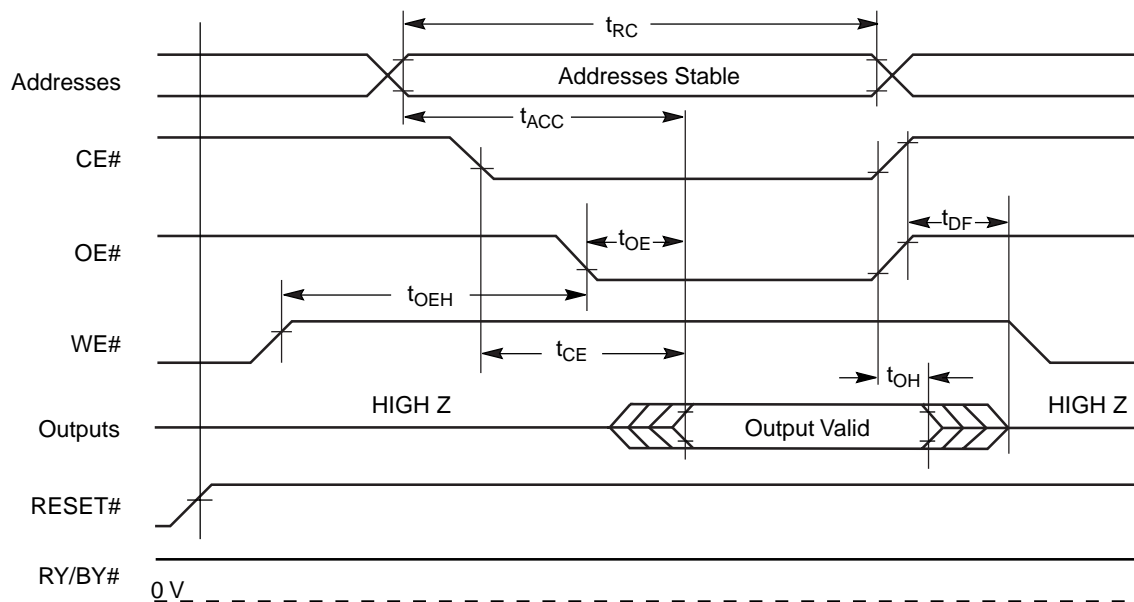 tRC
Addresses
Addresses Stable
tACC
CE#
tDF
OE#
tOE
tOEH
WE#
tCE
tOH
HIGH Z
HIGH Z
Outputs
Output Valid
RESET#
RY/BY#
0 V